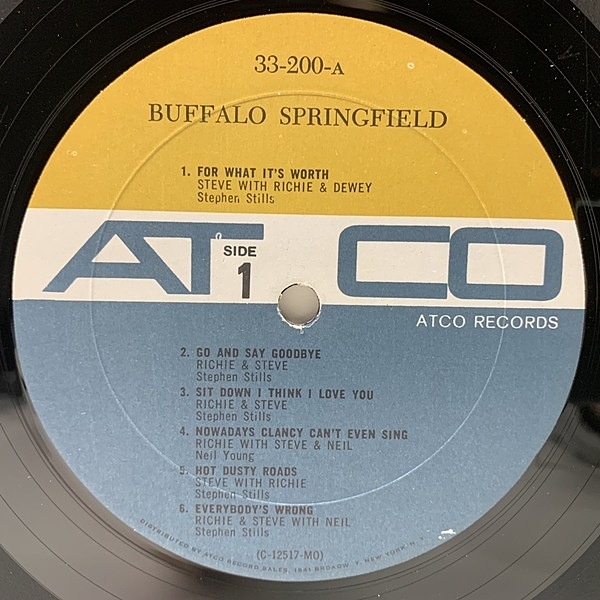 33-200-A
BUFFALO SPRINGFIELD
1. FOR WHAT IT'S WORTH
STEVE WITH RICHIE & DEWEY
Stephen Stills
ATCO
SIDE
1
ATCO RECORDS
2. GO AND SAY GOODBYE
RICHIE & STEVE
Stephen Stills
3. SIT DOWN I THINK I LOVE YOU
RICHIE & STEVE
Stephen Stills
4. NOWADAYS CLANCY CAN'T EVEN SING
RICHIE WITH STEVE & NEIL
Neil Young
5. HOT DUSTY ROADS
STEVE WITH RICHIE
Stephen Stills
6. EVERYBODY'S WRONG
RICHIE & STEVE WITH NEIL
Stephen Stills
(C-12517-MO)
DISTRIBUTED BY ATCO RECORD SALES, 1841 BROADW Y, NEW YORK, N. Y.